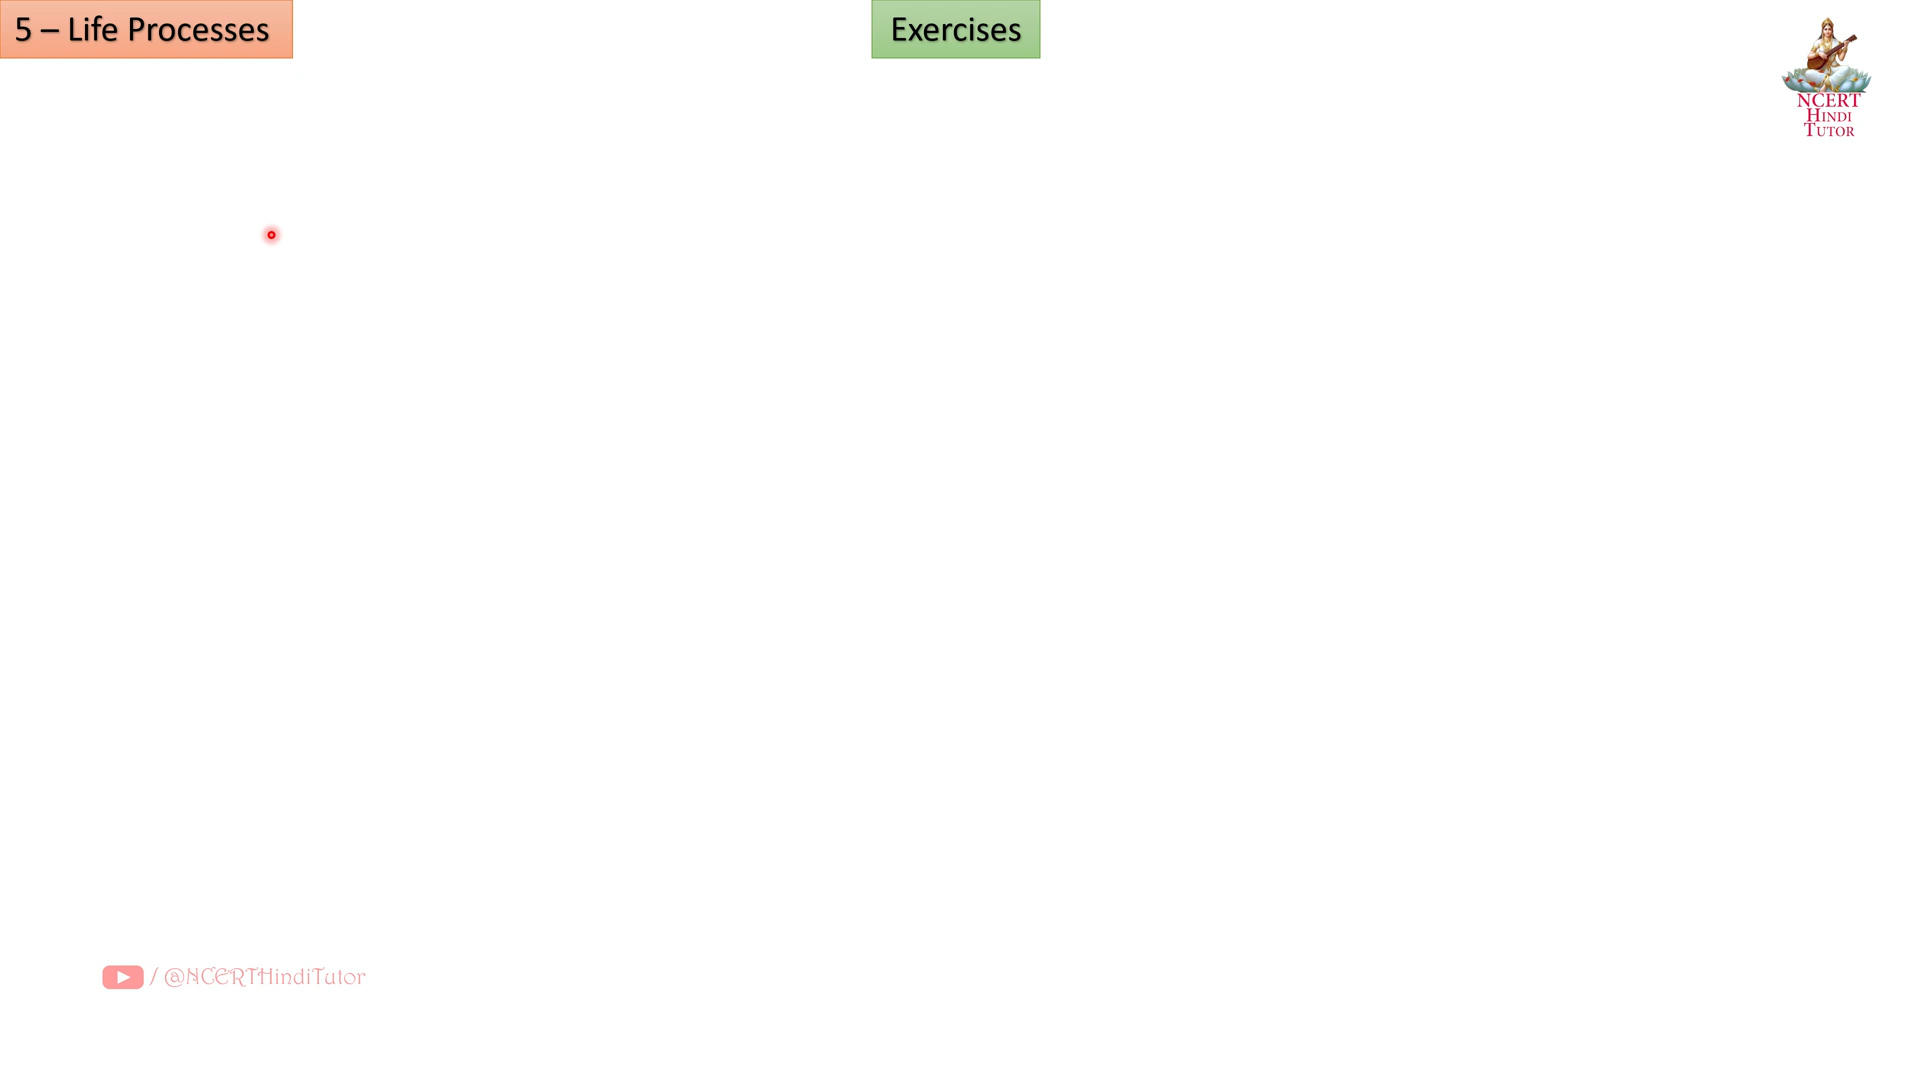 5 – Life Processes
Exercises
NCERT
HINDI
TUTOR
/ @NCERTHindiTutor